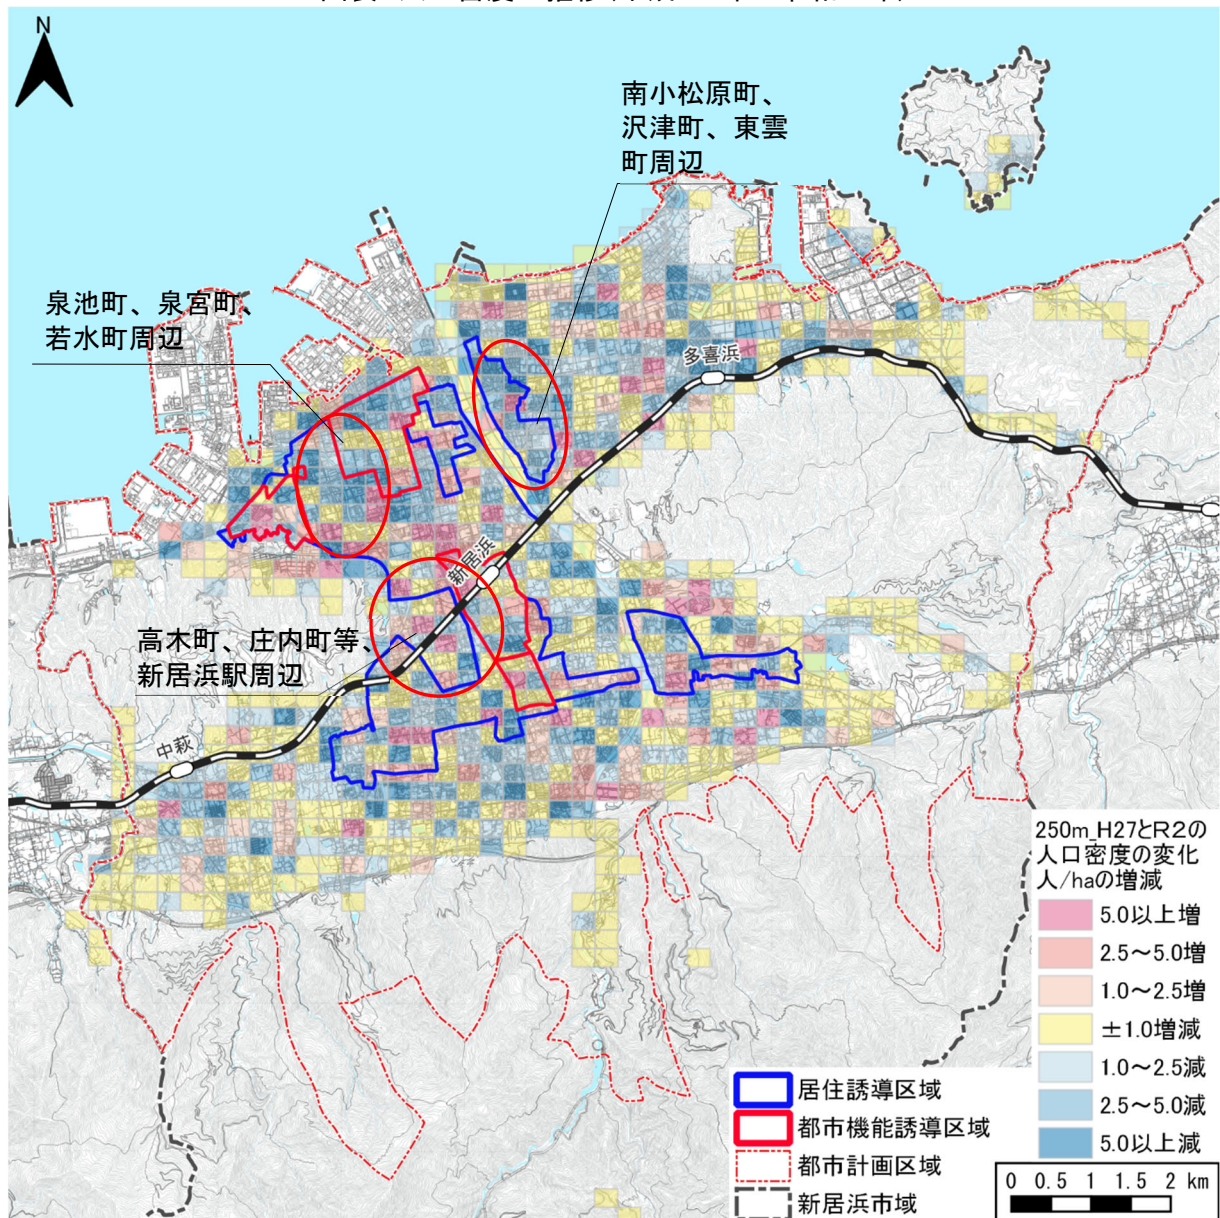 N
南小松原町、
沢津町、東雲
町周辺
泉池町、泉宮町、
若水町周辺
多喜浜
新居浜
高木町、庄内町等、
新居浜駅周辺
中萩
250m_H27とR2の
人口密度の変化
人/haの増減
5.0以上増
2.5～5.0増
1.0～2.5増
±1.0増減
1.0～2.5減
2.5～5.0減
5.0以上減
居住誘導区域
都市機能誘導区域
都市計画区域
新居浜市域
0 0.5 1 1.5 2 km